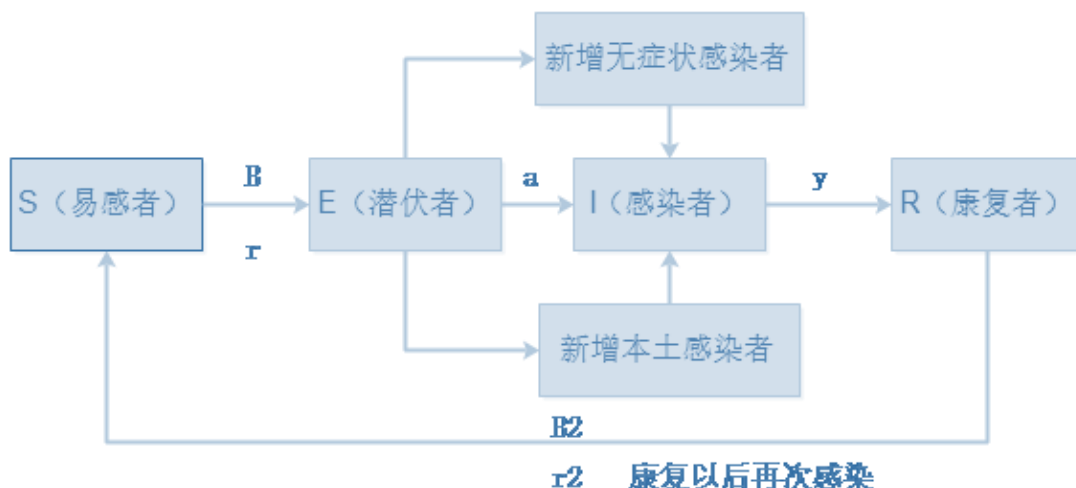 新增无症状感染者
S（易感者）
B
r
E（潜伏者）
a
I（感染者）
y
R（康复者）
新增本土感染者
B2
r2 康复以后再次感染